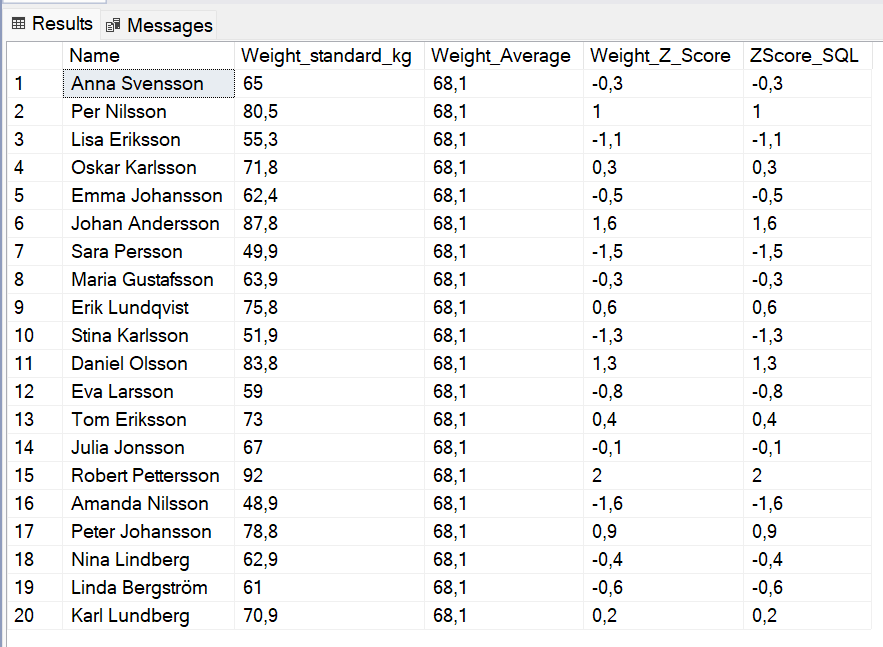 Results Messages
Name Weight_standard_kg Weight_Average Weight_Z_Score ZScore_SQL
1 Anna Svensson 65 68,1 -0,3 -0,3
2 Per Nilsson 80,5 68,1 1 1
3 Lisa Eriksson 55,3 68,1 -1,1 -1,1
4 Oskar Karlsson 71,8 68,1 0,3 0,3
5 Emma Johansson 62,4 68,1 -0,5 -0,5
6 Johan Andersson 87,8 68,1 1,6 1,6
7 Sara Persson 49,9 68,1 -1,5 -1,5
8 Maria Gustafsson 63,9 68,1 -0,3 -0,3
9 Erik Lundqvist 75,8 68,1 0,6 0,6
10 Stina Karlsson 51,9 68,1 -1,3 -1,3
11 Daniel Olsson 83,8 68,1 1,3 1,3
12 Eva Larsson 59 68,1 -0,8 -0,8
13 Tom Eriksson 73 68,1 0,4 0,4
14 Julia Jonsson 67 68,1 -0,1 -0,1
15 Robert Pettersson 92 68,1 2 2
16 Amanda Nilsson 48,9 68,1 -1,6 -1,6
17 Peter Johansson 78,8 68,1 0,9 0,9
18 Nina Lindberg 62,9 68,1 -0,4 -0,4
19 Linda Bergström 61 68,1 -0,6 -0,6
20 Karl Lundberg 70,9 68,1 0,2 0,2